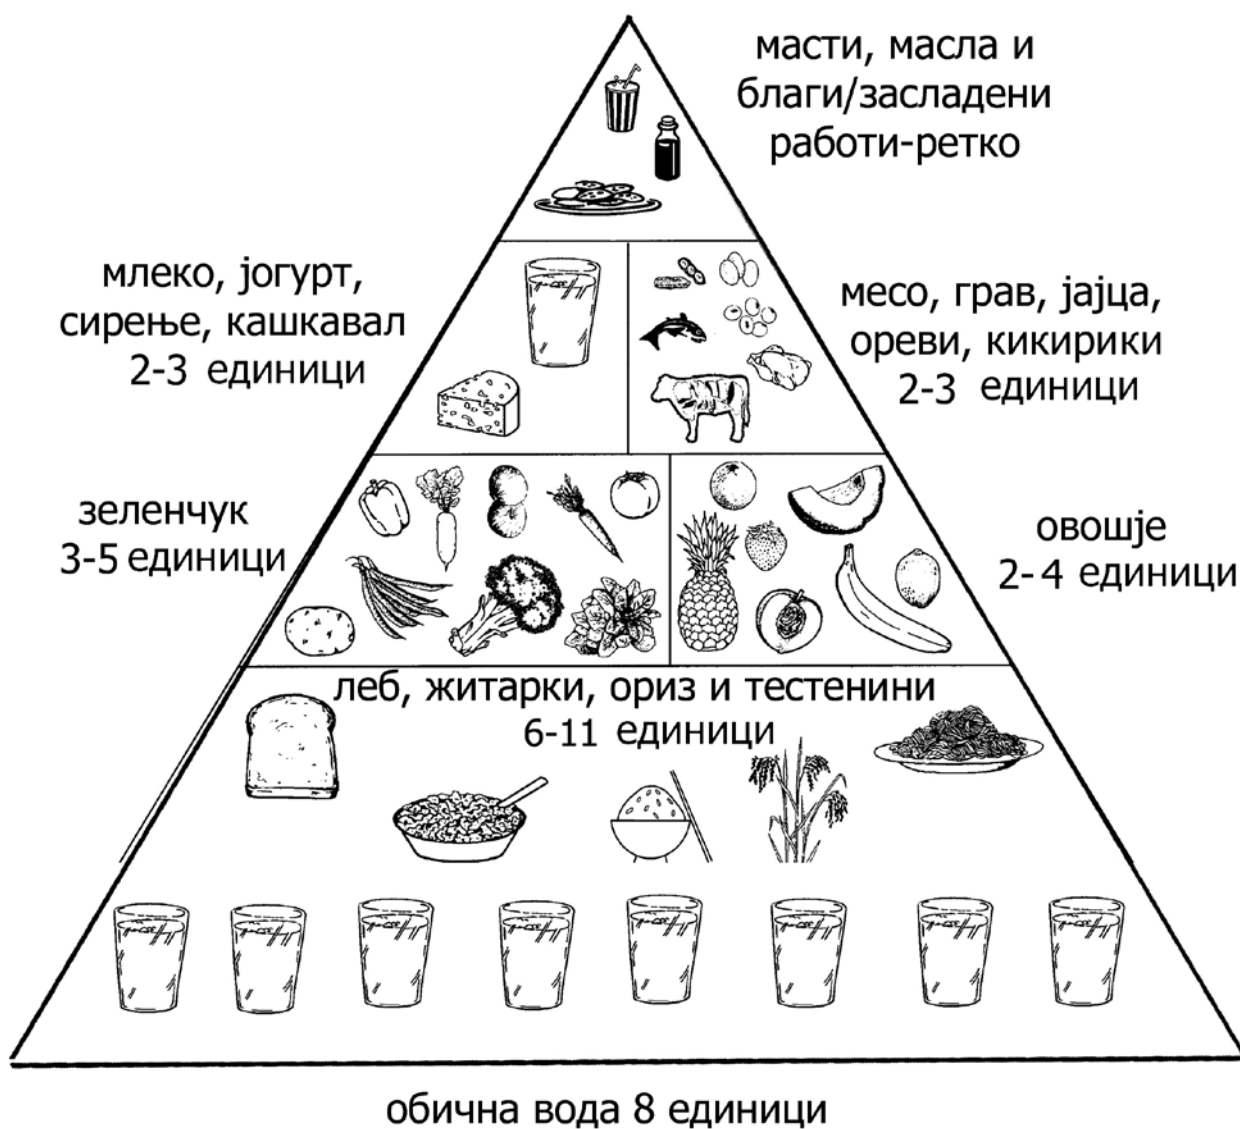 масти, масла и
благи/засладени
работи-ретко
млеко, јогурт,
сирење, кашкавал
2-3 единици
месо, грав, јајца,
ореви, кикирики
2-3 единици
зеленчук
3-5 единици
овошје
2-4 единици
леб, житарки, ориз и тестенини
6-11 единици
обична вода 8 единици